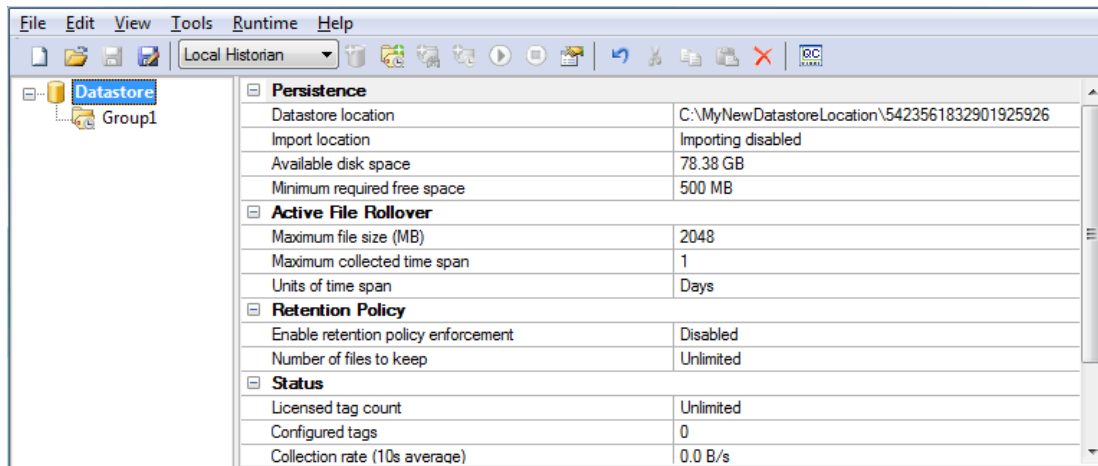 File Edit View Tools Runtime Help
Local Historian
QC
Datastore
Group1
Persistence
Datastore location C:\MyNewDatastoreLocation\5423561832901925926
Import location Importing disabled
Available disk space 78.38 GB
Minimum required free space 500 MB
Active File Rollover
Maximum file size (MB) 2048
Maximum collected time span 1
Units of time span Days
Retention Policy
Enable retention policy enforcement Disabled
Number of files to keep Unlimited
Status
Licensed tag count Unlimited
Configured tags 0
Collection rate (10s average) 0.0 B/s